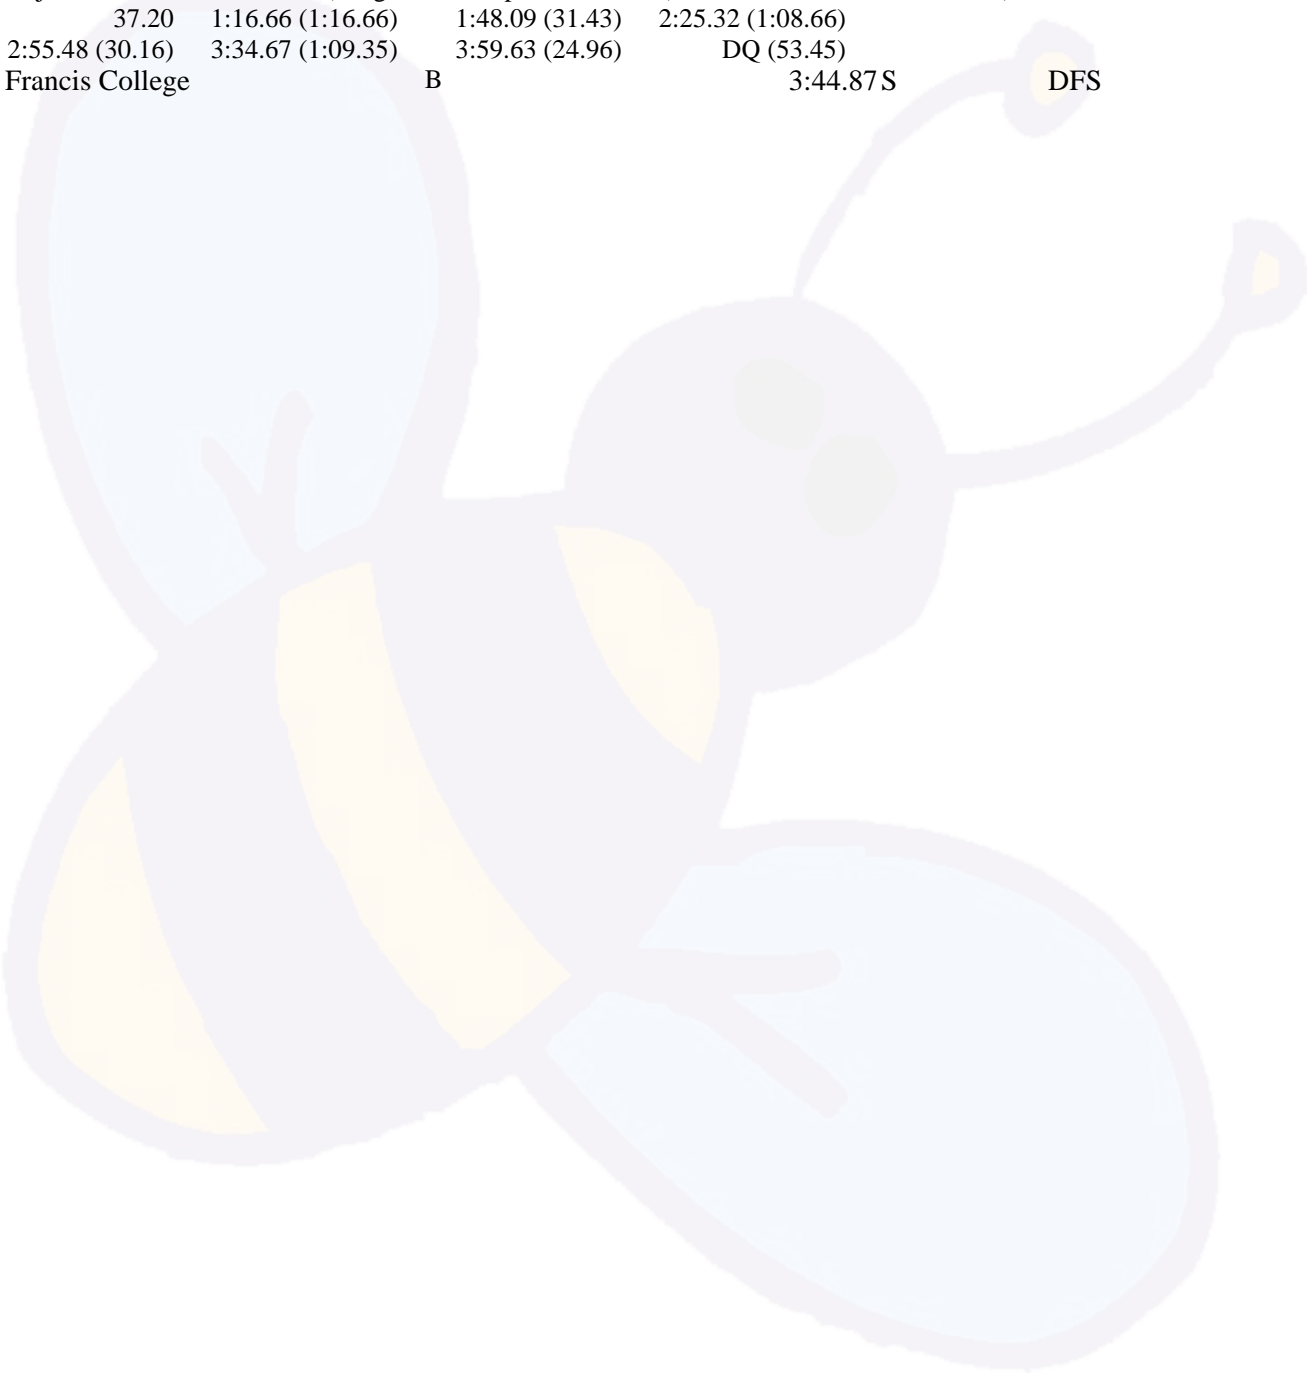 37.20 1:16.66 (1:16.66) 1:48.09 (31.43) 2:25.32 (1:08.66)
2:55.48 (30.16) 3:34.67 (1:09.35) 3:59.63 (24.96) DQ (53.45)
Francis College B 3:44.87 S DFS